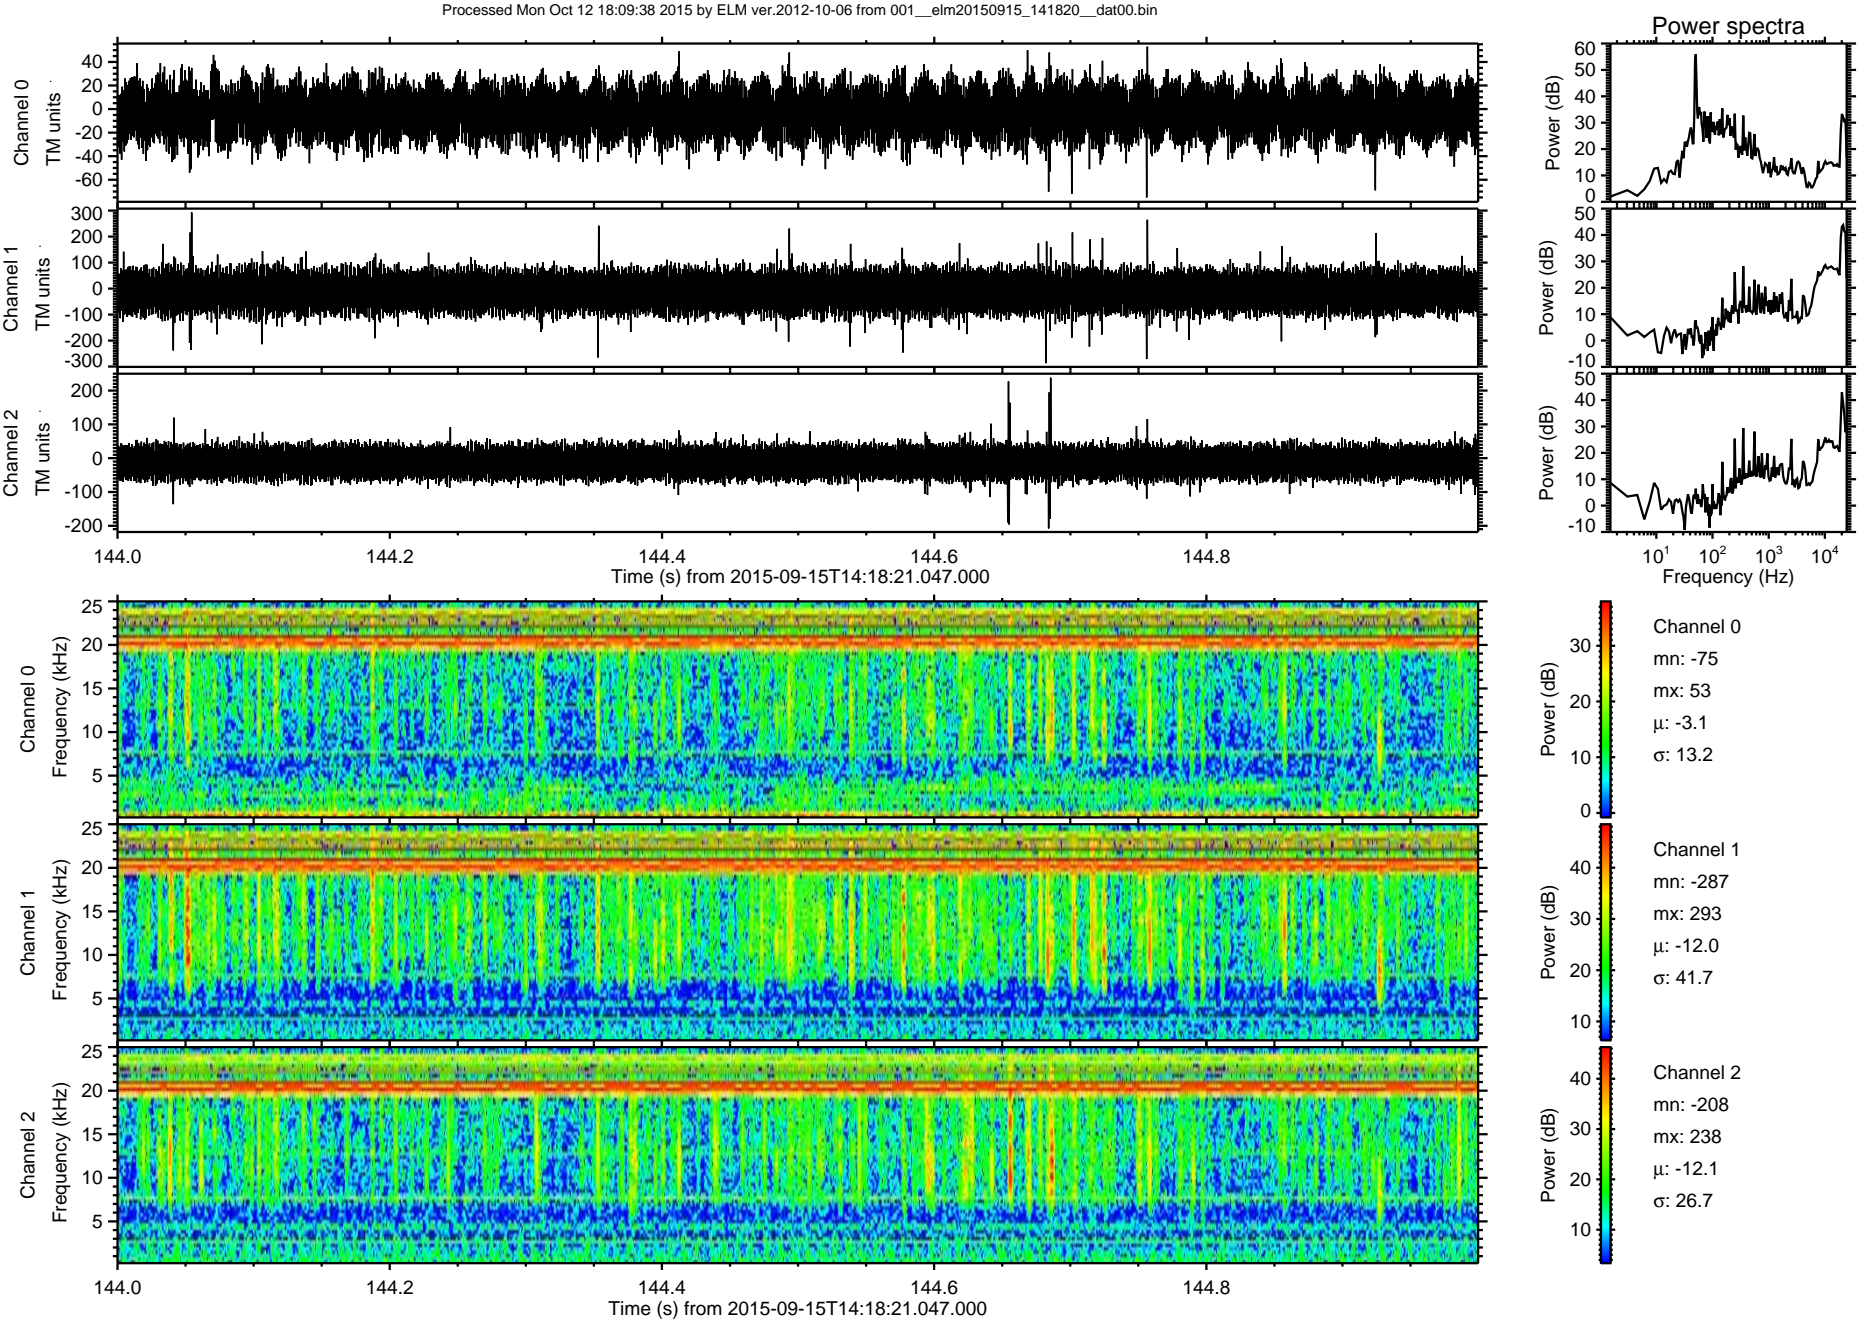 Processed Mon Oct 12 18:09:38 2015 by ELM ver.2012-10-06 from 001__elm20150915_141820__dat00.bin
Power spectra
Channel 0
TM units
40
20
0
-20
-40
-60
Power (dB)
60
50
40
30
20
10
0
Channel 1
TM units
300
200
100
0
-100
-200
-300
Power (dB)
50
40
30
20
10
0
-10
Channel 2
TM units
200
100
0
-100
-200
Power (dB)
50
40
30
20
10
0
-10
144.0 144.2 144.4 144.6 144.8
Time (s) from 2015-09-15T14:18:21.047.000
10^1 10^2 10^3 10^4
Frequency (Hz)
Channel 0
Frequency (kHz)
25
20
15
10
5
Power (dB)
30
20
10
0
Channel 0
mn: -75
mx: 53
μ: -3.1
σ: 13.2
Channel 1
Frequency (kHz)
25
20
15
10
5
Power (dB)
40
30
20
10
Channel 1
mn: -287
mx: 293
μ: -12.0
σ: 41.7
Channel 2
Frequency (kHz)
25
20
15
10
5
Power (dB)
40
30
20
10
Channel 2
mn: -208
mx: 238
μ: -12.1
σ: 26.7
144.0 144.2 144.4 144.6 144.8
Time (s) from 2015-09-15T14:18:21.047.000